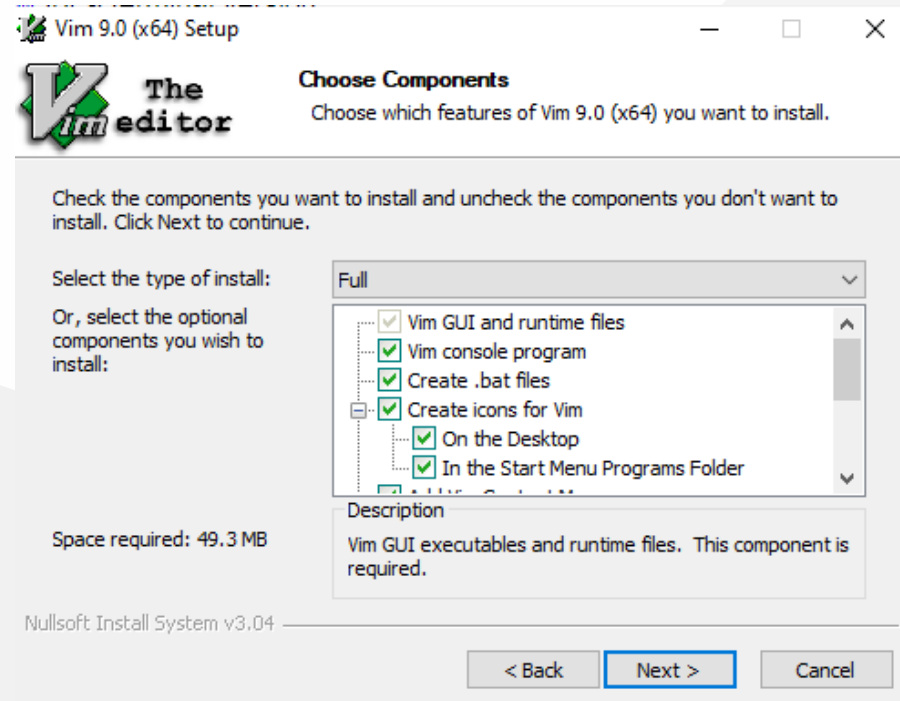 Vim 9.0 (x64) Setup
Vim The editor
Choose Components
Choose which features of Vim 9.0 (x64) you want to install.
Check the components you want to install and uncheck the components you don't want to
install. Click Next to continue.
Select the type of install:
Full
Or, select the optional
components you wish to
install:
Vim GUI and runtime files
Vim console program
Create .bat files
Create icons for Vim
On the Desktop
In the Start Menu Programs Folder
Space required: 49.3 MB
Description
Vim GUI executables and runtime files. This component is
required.
Nullsoft Install System v3.04
< Back
Next >
Cancel